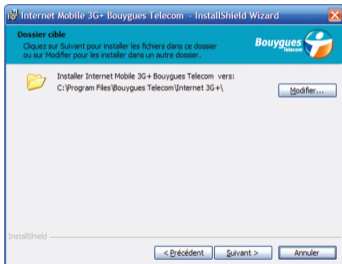 Internet Mobile 3G+ Bouygues Telecom - InstallShield Wizard
Dossier cible
Cliquez sur Suivant pour installer les fichiers dans ce dossier
ou sur Modifier pour les installer dans un autre dossier.
Bouygues
Telecom
Installer Internet Mobile 3G+ Bouygues Telecom vers:
C:\Program Files\Bouygues Telecom\Internet 3G+\
Modifier...
InstallShield
< Précédent
Suivant >
Annuler